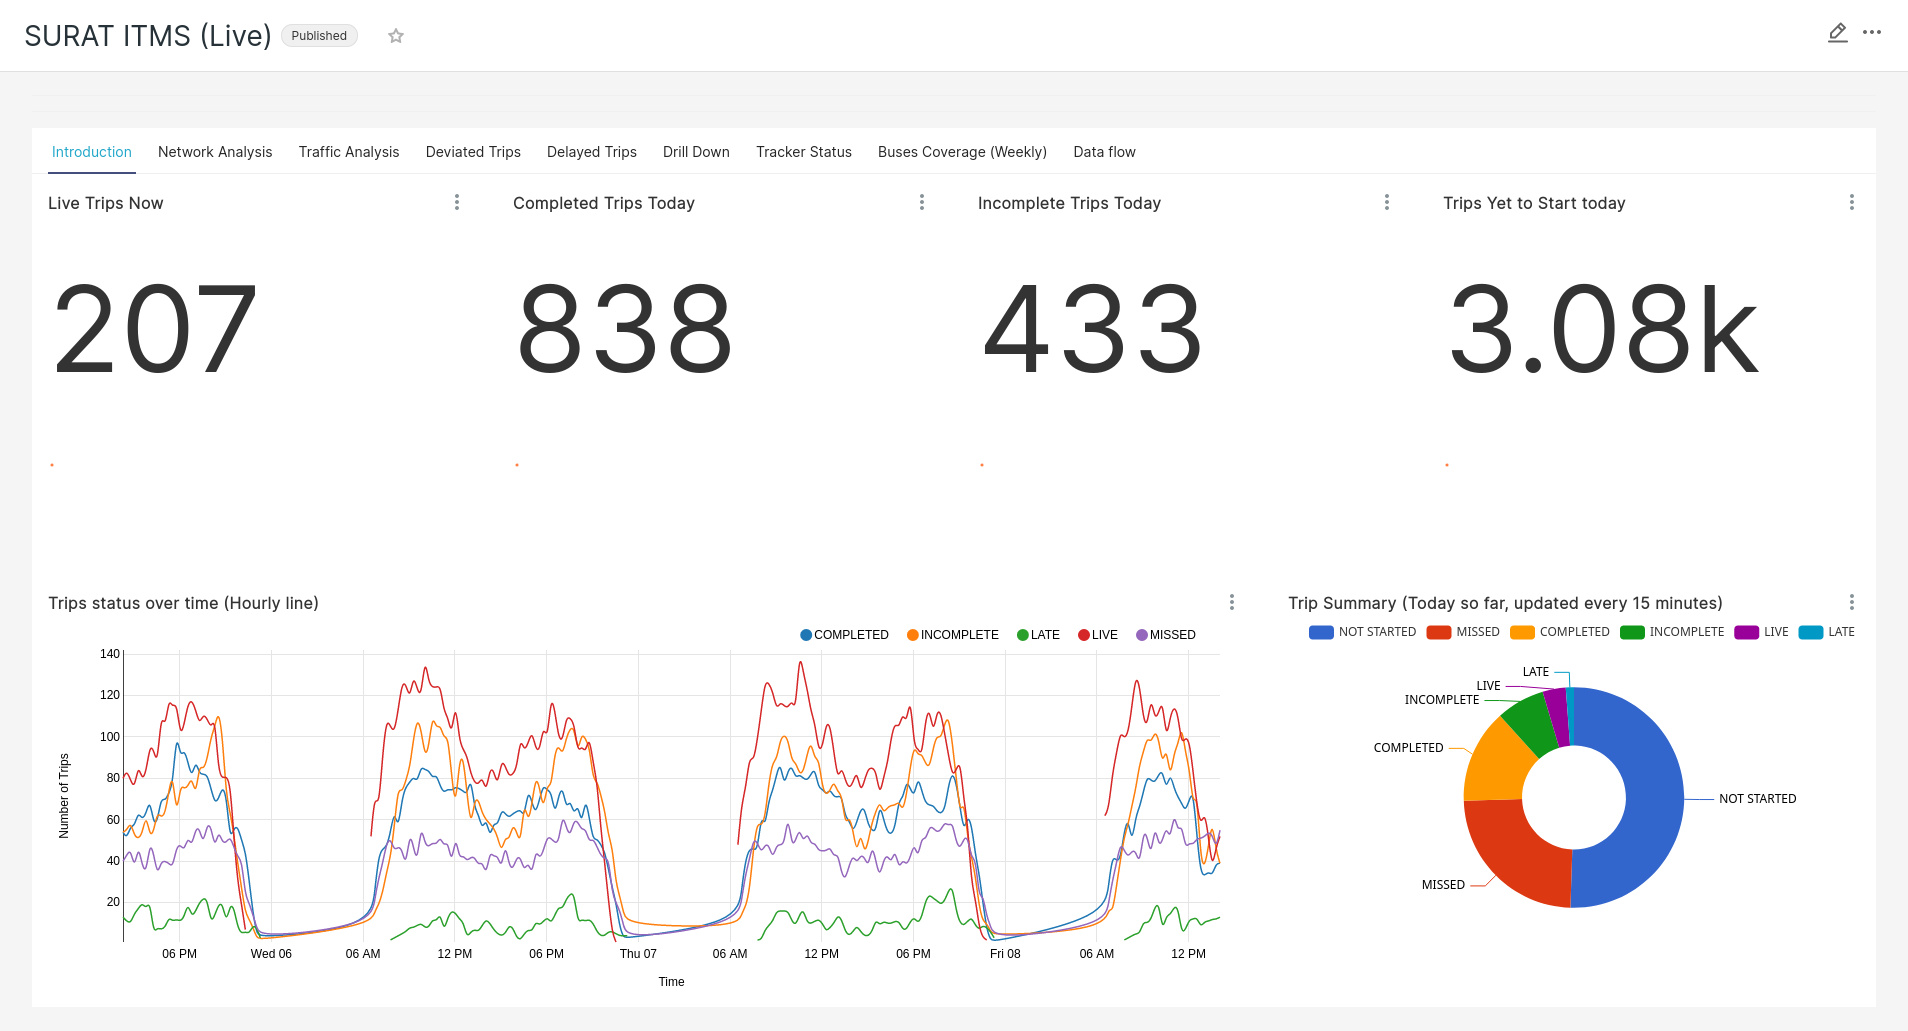 SURAT ITMS (Live) Published
Introduction Network Analysis Traffic Analysis Deviated Trips Delayed Trips Drill Down Tracker Status Buses Coverage (Weekly) Data flow
Live Trips Now Completed Trips Today Incomplete Trips Today Trips Yet to Start today
207 838 433 3.08k
Trips status over time (Hourly line)
COMPLETED INCOMPLETE LATE LIVE MISSED
140
120
100
80
60
40
20
Number of Trips
06 PM Wed 06 06 AM 12 PM 06 PM Thu 07 06 AM 12 PM 06 PM Fri 08 06 AM 12 PM
Time
Trip Summary (Today so far, updated every 15 minutes)
NOT STARTED MISSED COMPLETED INCOMPLETE LIVE LATE
LATE
LIVE
INCOMPLETE
COMPLETED
NOT STARTED
MISSED